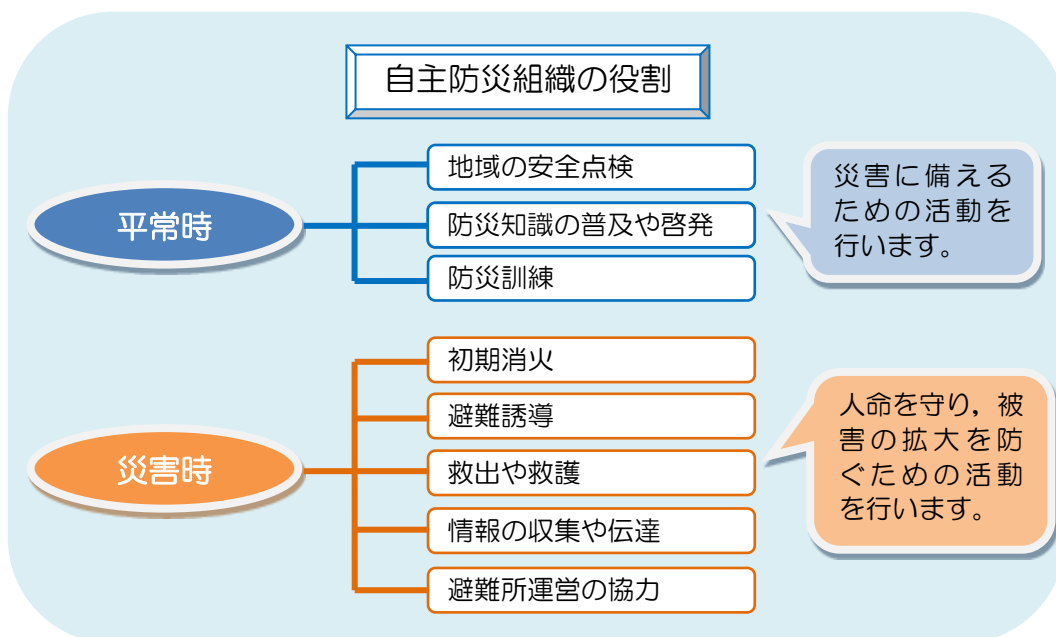 自主防災組織の役割
平常時
地域の安全点検
防災知識の普及や啓発
防災訓練
災害に備える
ための活動を
行います。
災害時
初期消火
避難誘導
救出や救護
情報の収集や伝達
避難所運営の協力
人命を守り，被
害の拡大を防
ぐための活動
を行います。